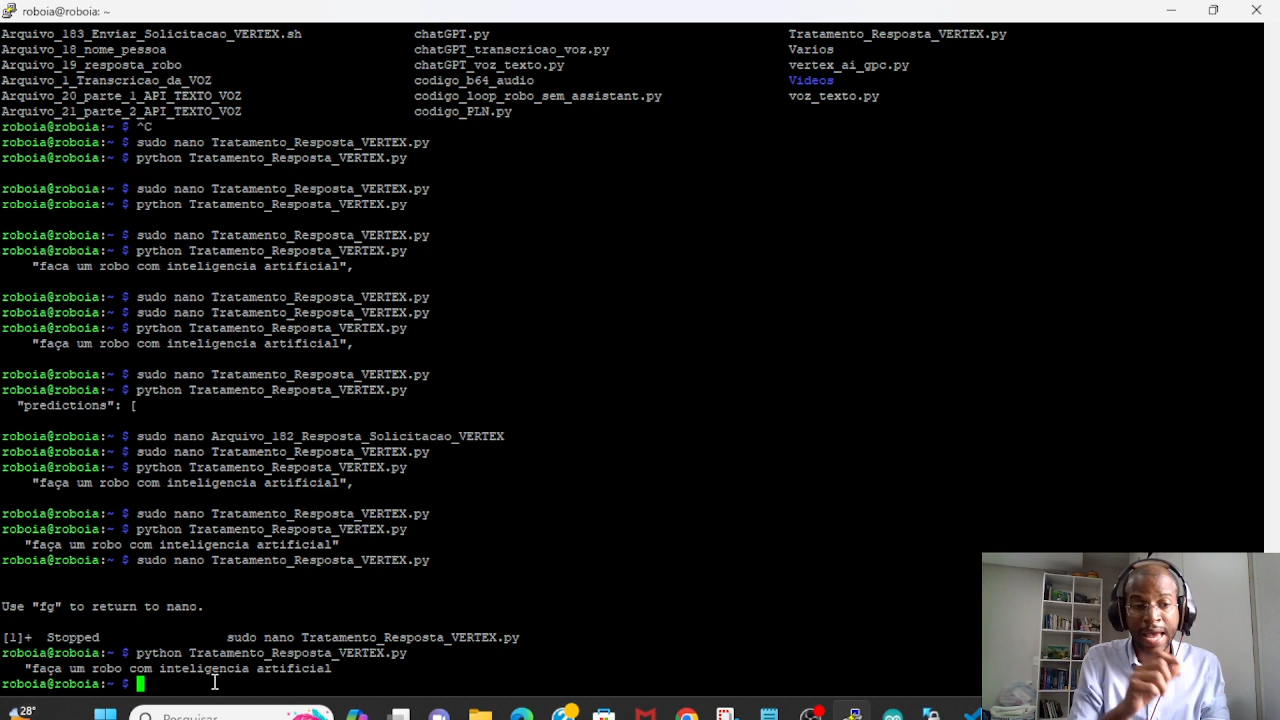 roboia@roboia: ~
Arquivo_183_Enviar_Solicitacao_VERTEX.sh chatGPT.py Tratamento_Resposta_VERTEX.py
Arquivo_18_nome_pessoa chatGPT_transcricao_voz.py Varios
Arquivo_19_resposta_robo chatGPT_voz_texto.py vertex_ai_gpc.py
Arquivo_1_Transcricao_da_VOZ codigo_b64_audio Videos
Arquivo_20_parte_1_API_TEXTO_VOZ codigo_loop_robo_sem_assistant.py voz_texto.py
Arquivo_21_parte_2_API_TEXTO_VOZ codigo_PLN.py
roboia@roboia:~ $ ^C
roboia@roboia:~ $ sudo nano Tratamento_Resposta_VERTEX.py
roboia@roboia:~ $ python Tratamento_Resposta_VERTEX.py
roboia@roboia:~ $ sudo nano Tratamento_Resposta_VERTEX.py
roboia@roboia:~ $ python Tratamento_Resposta_VERTEX.py
roboia@roboia:~ $ sudo nano Tratamento_Resposta_VERTEX.py
roboia@roboia:~ $ python Tratamento_Resposta_VERTEX.py
"faca um robo com inteligencia artificial",
roboia@roboia:~ $ sudo nano Tratamento_Resposta_VERTEX.py
roboia@roboia:~ $ sudo nano Tratamento_Resposta_VERTEX.py
roboia@roboia:~ $ python Tratamento_Resposta_VERTEX.py
"faça um robo com inteligencia artificial",
roboia@roboia:~ $ sudo nano Tratamento_Resposta_VERTEX.py
roboia@roboia:~ $ python Tratamento_Resposta_VERTEX.py
"predictions": [
roboia@roboia:~ $ sudo nano Arquivo_182_Resposta_Solicitacao_VERTEX
roboia@roboia:~ $ sudo nano Tratamento_Resposta_VERTEX.py
roboia@roboia:~ $ python Tratamento_Resposta_VERTEX.py
"faça um robo com inteligencia artificial",
roboia@roboia:~ $ sudo nano Tratamento_Resposta_VERTEX.py
roboia@roboia:~ $ python Tratamento_Resposta_VERTEX.py
"faça um robo com inteligencia artificial"
roboia@roboia:~ $ sudo nano Tratamento_Resposta_VERTEX.py
Use "fg" to return to nano.
[1]+ Stopped sudo nano Tratamento_Resposta_VERTEX.py
roboia@roboia:~ $ python Tratamento_Resposta_VERTEX.py
"faça um robo com inteligencia artificial
roboia@roboia:~ $
28° Pesquisar